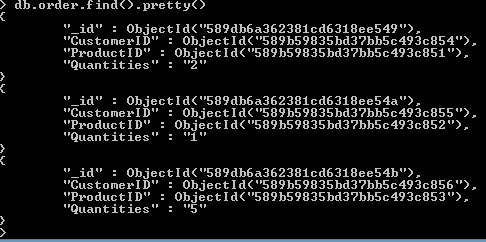 > db.order.find().pretty()
{
"_id" : ObjectId("589db6a362381cd6318ee549"),
"CustomerID" : ObjectId("589b59835bd37bb5c493c854"),
"ProductID" : ObjectId("589b59835bd37bb5c493c851"),
"Quantities" : "2"
}
{
"_id" : ObjectId("589db6a362381cd6318ee54a"),
"CustomerID" : ObjectId("589b59835bd37bb5c493c855"),
"ProductID" : ObjectId("589b59835bd37bb5c493c852"),
"Quantities" : "1"
}
{
"_id" : ObjectId("589db6a362381cd6318ee54b"),
"CustomerID" : ObjectId("589b59835bd37bb5c493c856"),
"ProductID" : ObjectId("589b59835bd37bb5c493c853"),
"Quantities" : "5"
}
>